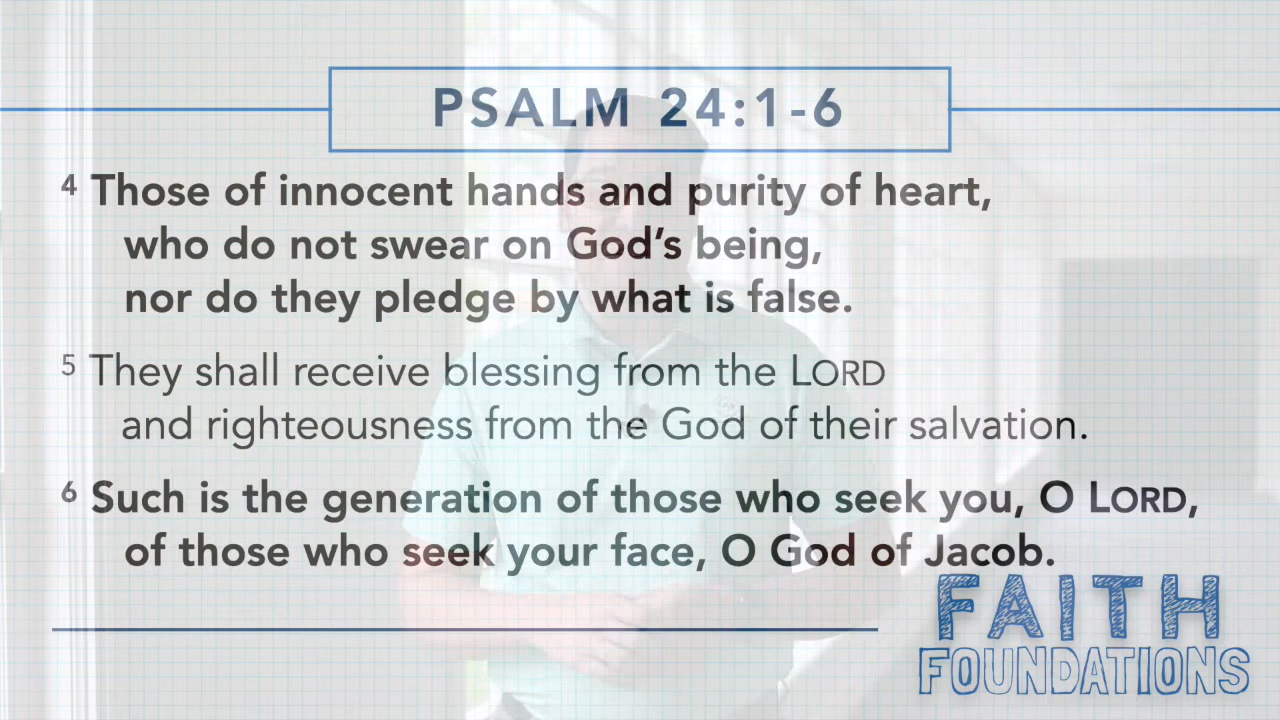 PSALM 24:1-6
4 Those of innocent hands and purity of heart,
who do not swear on God’s being,
nor do they pledge by what is false.
5 They shall receive blessing from the LORD
and righteousness from the God of their salvation.
6 Such is the generation of those who seek you, O LORD,
of those who seek your face, O God of Jacob.
FAITH
FOUNDATIONS